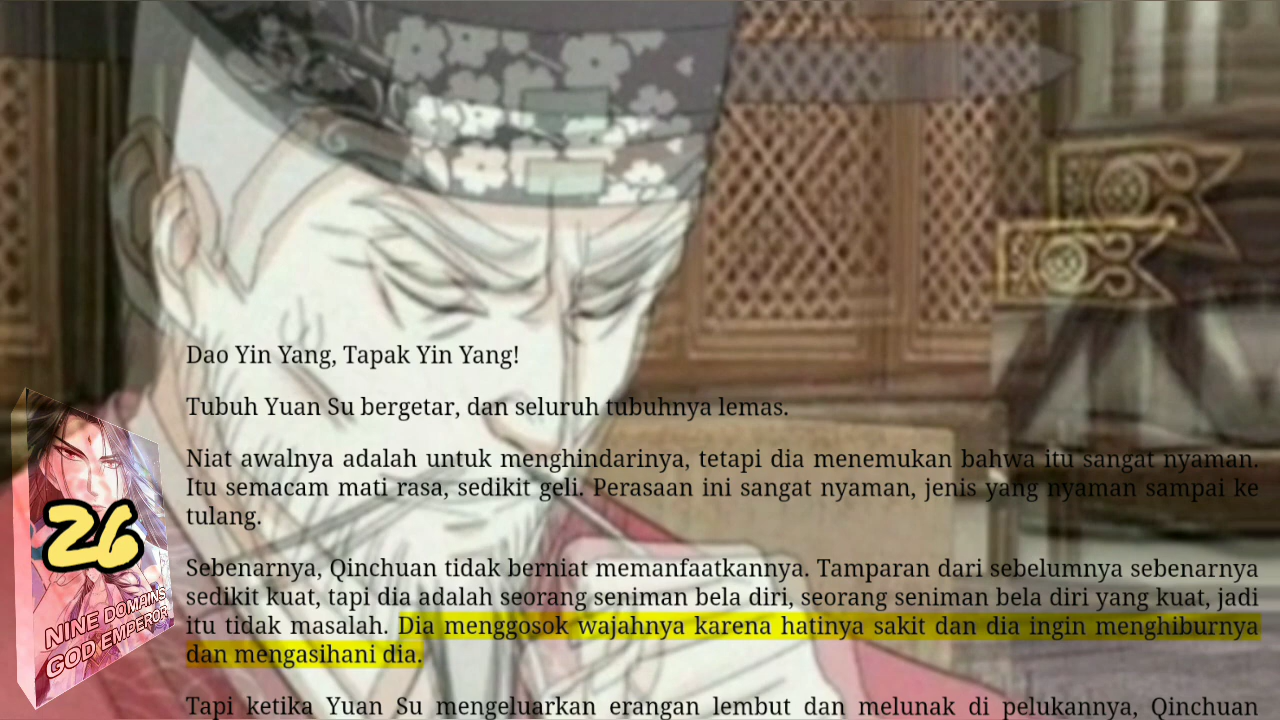 Dao Yin Yang, Tapak Yin Yang!
Tubuh Yuan Su bergetar, dan seluruh tubuhnya lemas.
Niat awalnya adalah untuk menghindarinya, tetapi dia menemukan bahwa itu sangat nyaman.
Itu semacam mati rasa, sedikit geli. Perasaan ini sangat nyaman, jenis yang nyaman sampai ke
tulang.
Sebenarnya, Qinchuan tidak berniat memanfaatkannya. Tamparan dari sebelumnya sebenarnya
sedikit kuat, tapi dia adalah seorang seniman bela diri, seorang seniman bela diri yang kuat, jadi
itu tidak masalah. Dia menggosok wajahnya karena hatinya sakit dan dia ingin menghiburnya
dan mengasihani dia.
Tapi ketika Yuan Su mengeluarkan erangan lembut dan melunak di pelukannya, Qinchuan
26
NINE DOMAINS
GOD EMPEROR